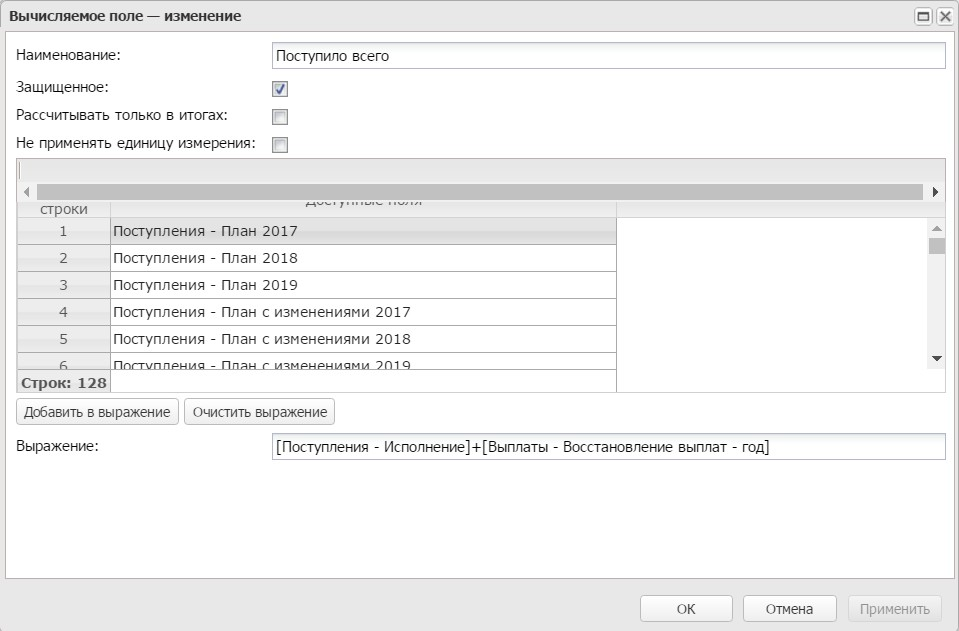 Вычисляемое поле — изменение
Наименование: Поступило всего
Защищенное:
Рассчитывать только в итогах:
Не применять единицу измерения:
строки Доступные поля
1 Поступления - План 2017
2 Поступления - План 2018
3 Поступления - План 2019
4 Поступления - План с изменениями 2017
5 Поступления - План с изменениями 2018
6 Поступления - План с изменениями 2019
Строк: 128
Добавить в выражение Очистить выражение
Выражение: [Поступления - Исполнение]+[Выплаты - Восстановление выплат - год]
ОК Отмена Применить